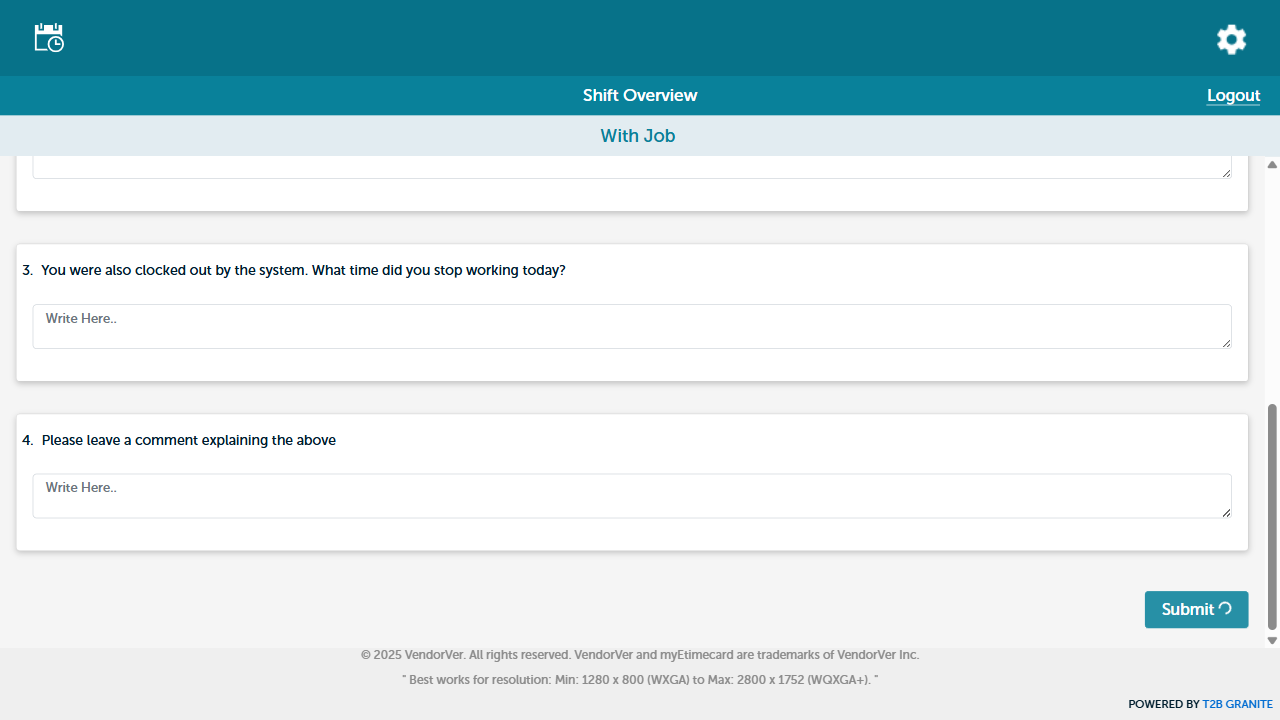 Shift Overview
Logout
With Job
3. You were also clocked out by the system. What time did you stop working today?
Write Here..
4. Please leave a comment explaining the above
Write Here..
Submit
© 2025 VendorVer. All rights reserved. VendorVer and myEtimecard are trademarks of VendorVer Inc.
" Best works for resolution: Min: 1280 x 800 (WXGA) to Max: 2800 x 1752 (WQXGA+). "
POWERED BY T2B GRANITE